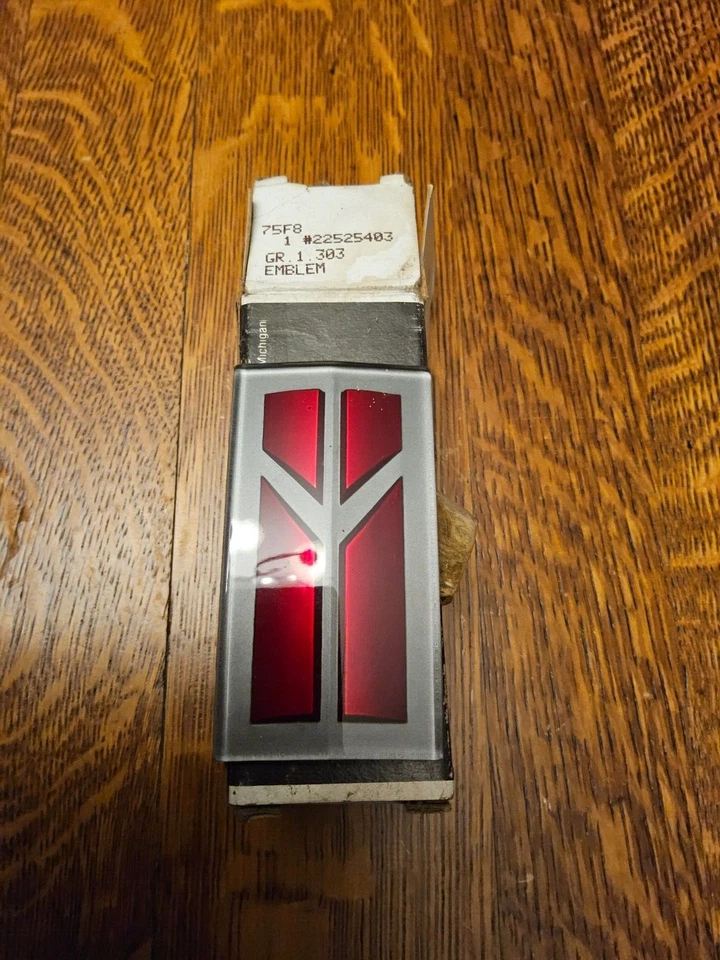 75F8
1 #22525403
GR.1.303
EMBLEM
Michigan